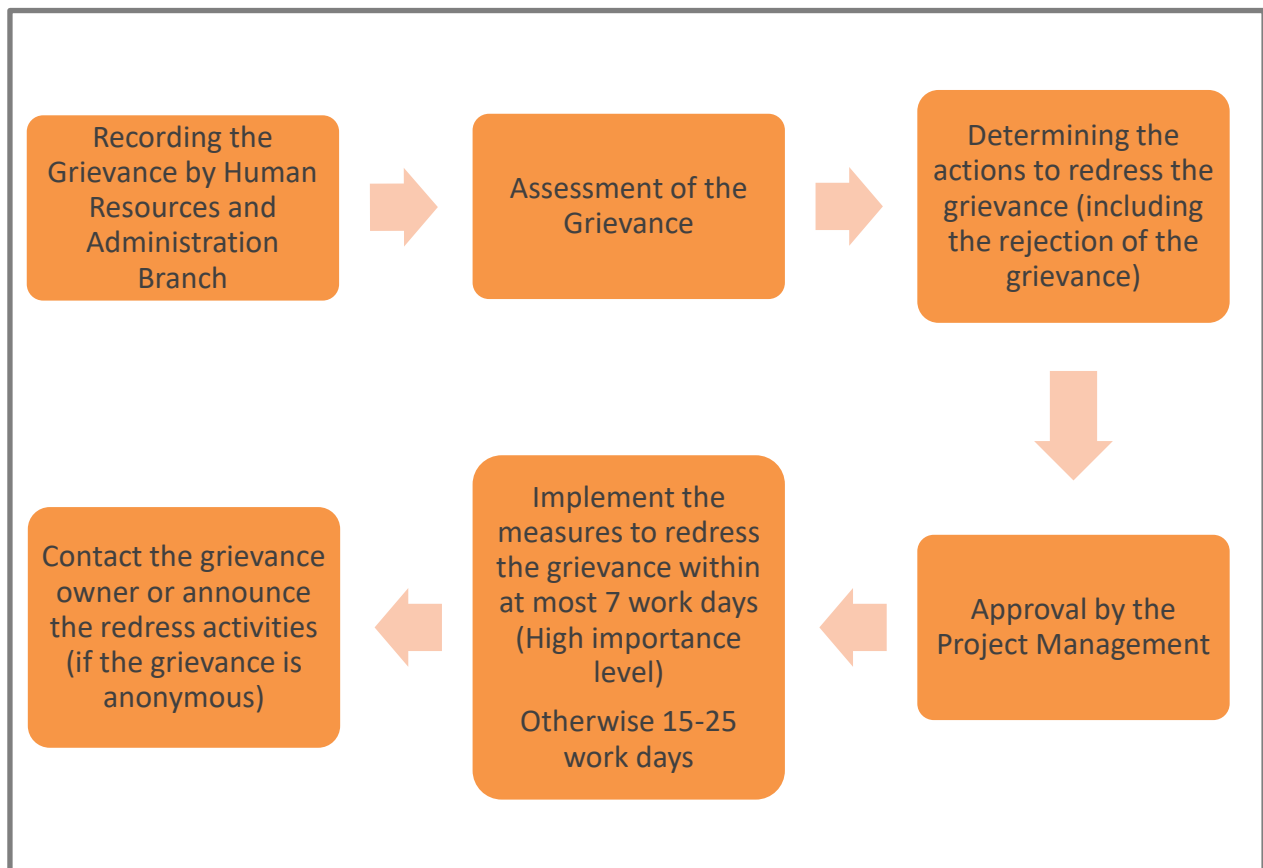 Recording the
Grievance by Human
Resources and
Administration
Branch
Assessment of the
Grievance
Determining the
actions to redress the
grievance (including
the rejection of the
grievance)
Approval by the
Project Management
Implement the
measures to redress
the grievance within
at most 7 work days
(High importance
level)
Otherwise 15-25
work days
Contact the grievance
owner or announce
the redress activities
(if the grievance is
anonymous)